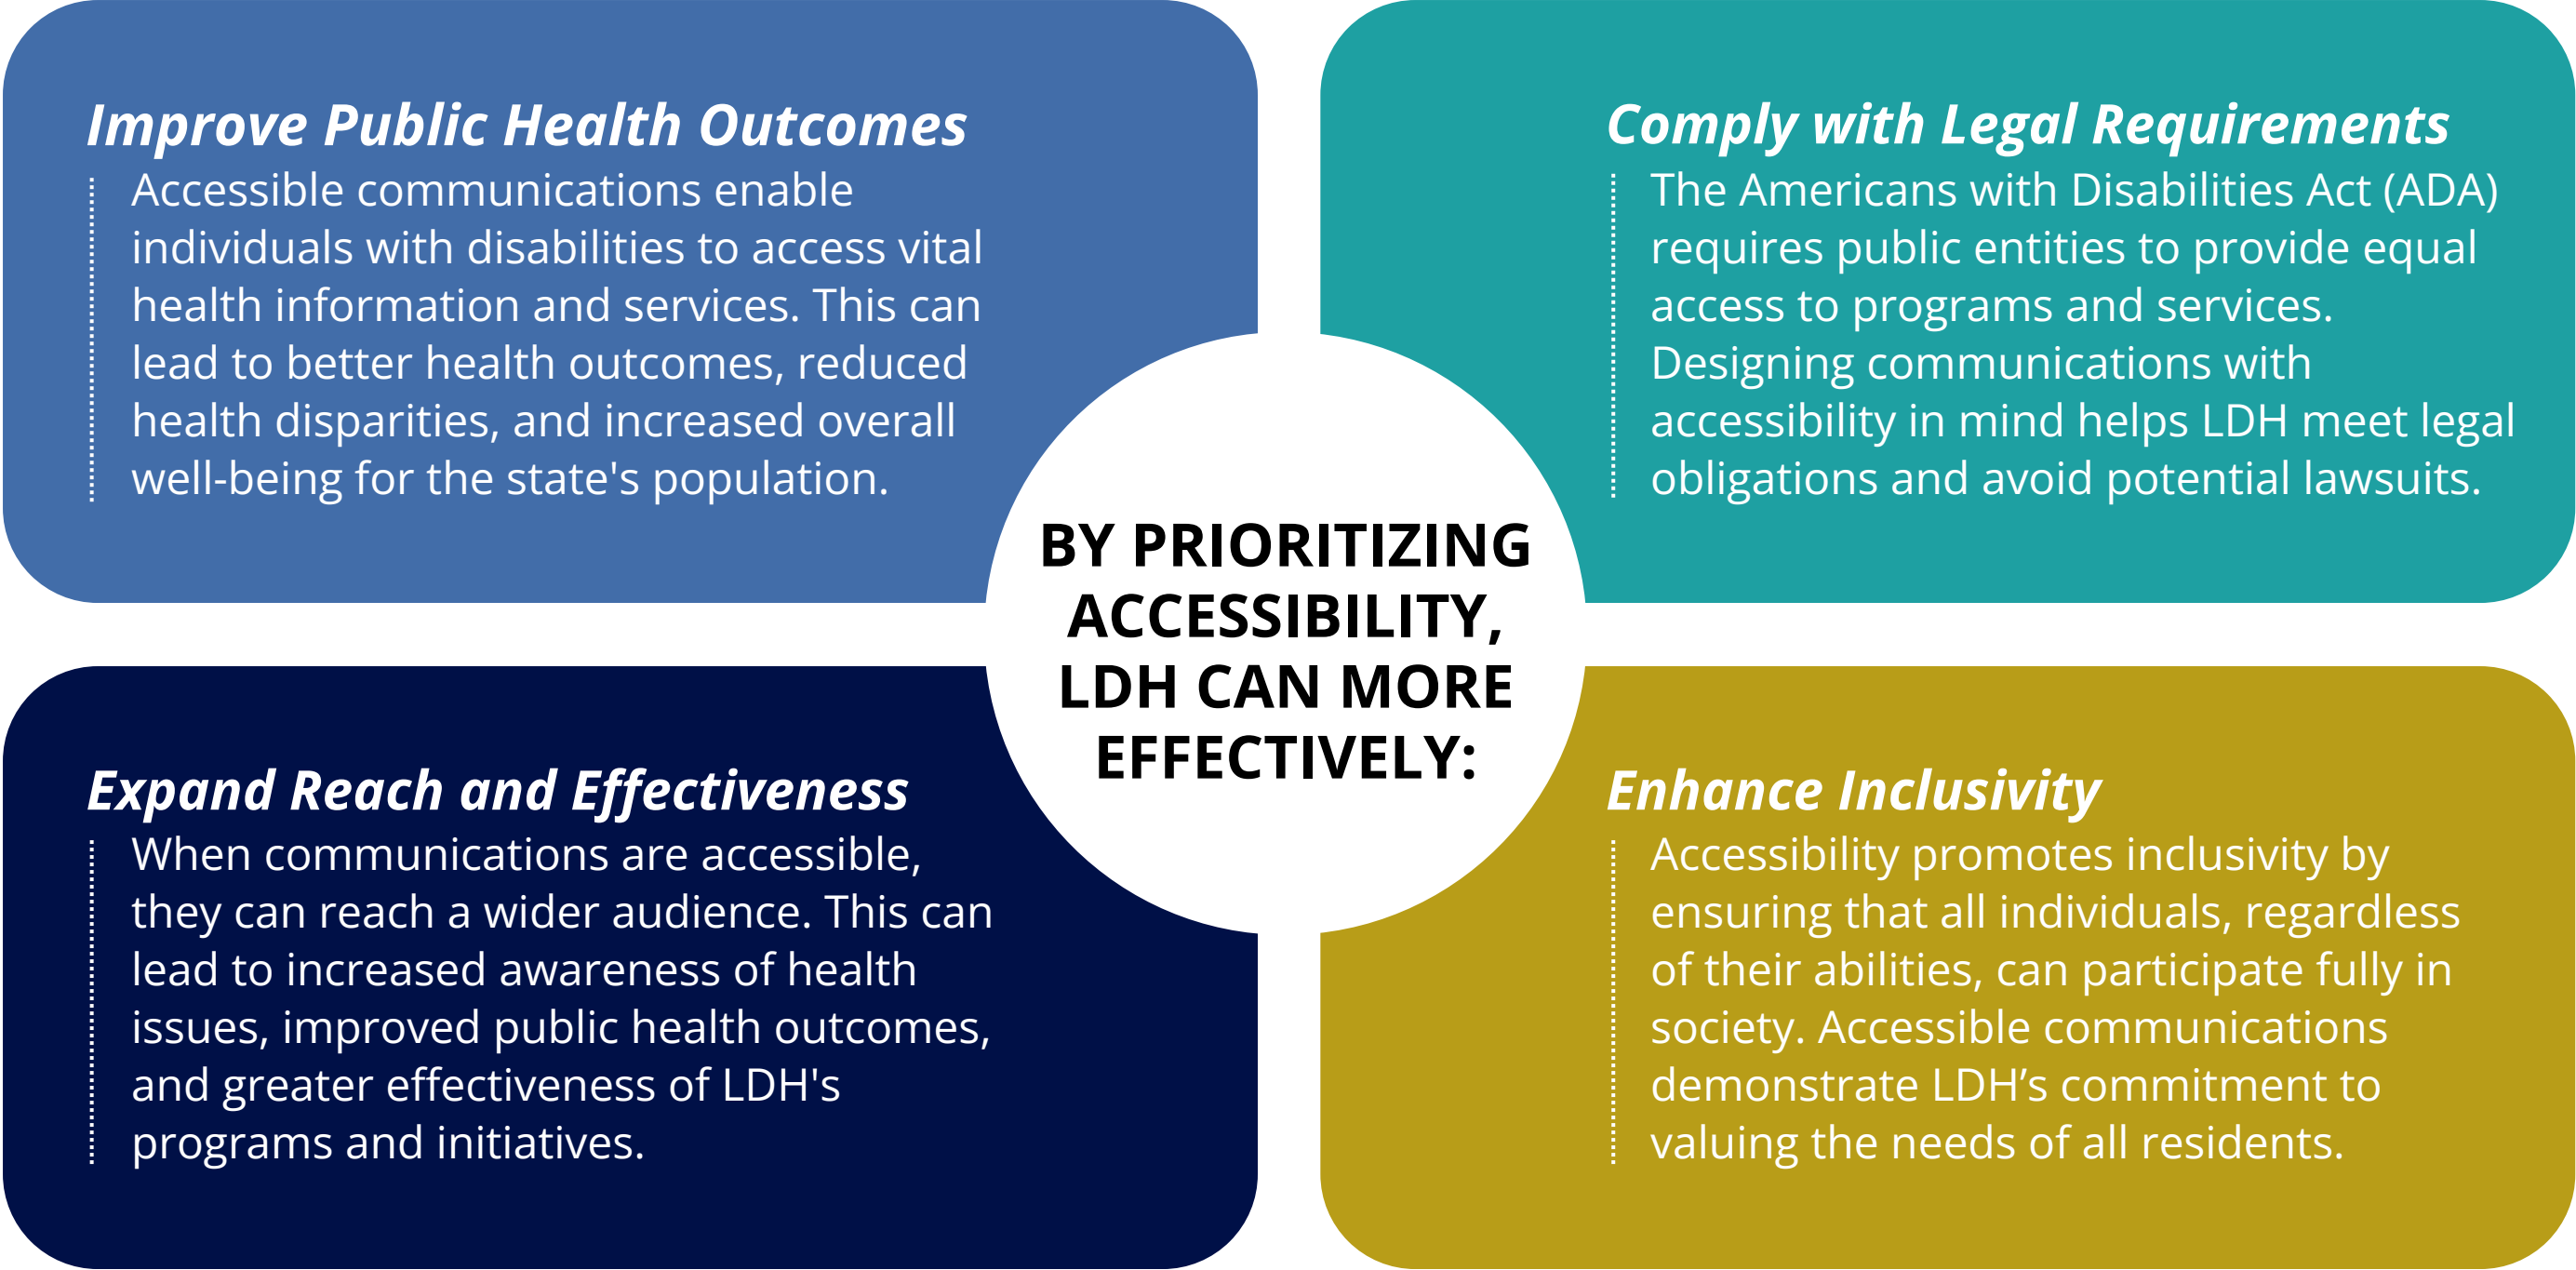 Improve Public Health Outcomes
Accessible communications enable
individuals with disabilities to access vital
health information and services. This can
lead to better health outcomes, reduced
health disparities, and increased overall
well-being for the state's population.
Comply with Legal Requirements
The Americans with Disabilities Act (ADA)
requires public entities to provide equal
access to programs and services.
Designing communications with
accessibility in mind helps LDH meet legal
obligations and avoid potential lawsuits.
BY PRIORITIZING
ACCESSIBILITY,
LDH CAN MORE
EFFECTIVELY:
Expand Reach and Effectiveness
When communications are accessible,
they can reach a wider audience. This can
lead to increased awareness of health
issues, improved public health outcomes,
and greater effectiveness of LDH's
programs and initiatives.
Enhance Inclusivity
Accessibility promotes inclusivity by
ensuring that all individuals, regardless
of their abilities, can participate fully in
society. Accessible communications
demonstrate LDH’s commitment to
valuing the needs of all residents.